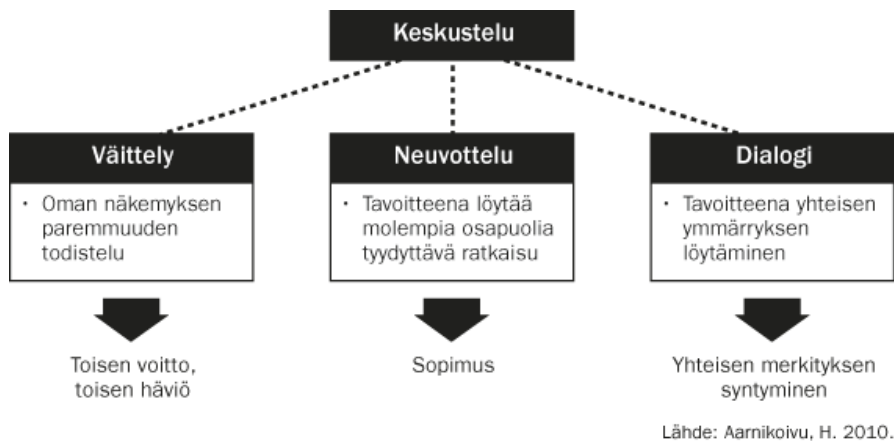 Keskustelu
Väittely
· Oman näkemyksen
paremmuuden
todistelu
Toisen voitto,
toisen häviö
Neuvottelu
· Tavoitteena löytää
molempia osapuolia
tyydyttävä ratkaisu
Sopimus
Dialogi
· Tavoitteena yhteisen
ymmärryksen
löytäminen
Yhteisen merkityksen
syntyminen
Lähde: Aarnikoivu, H. 2010.